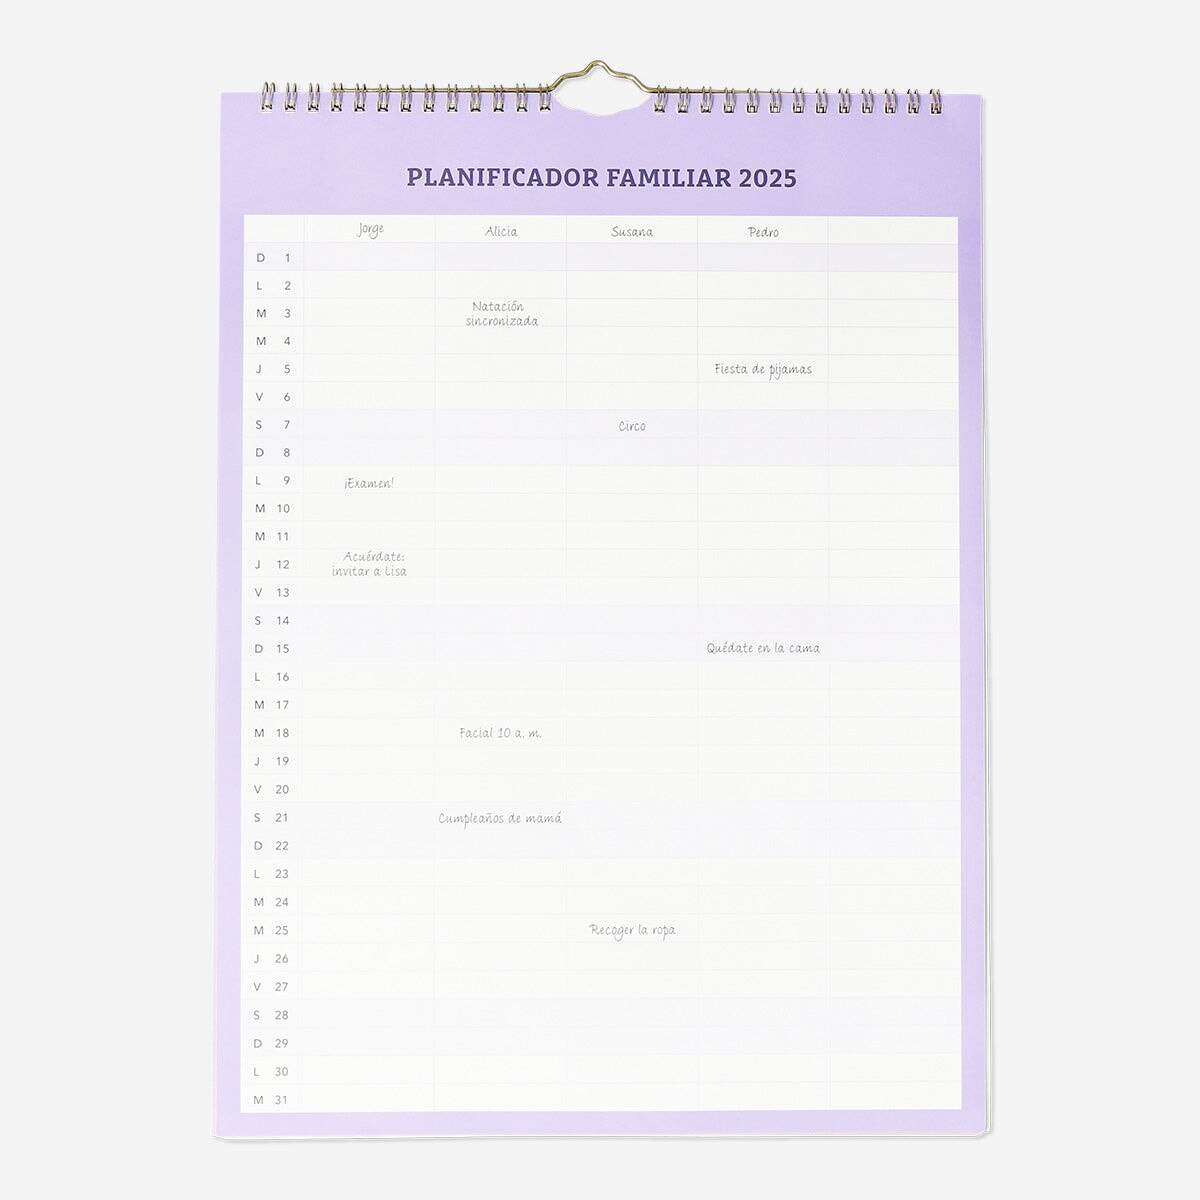 PLANIFICADOR FAMILIAR 2025
Jorge Alicia Susana Pedro
D 1
L 2
M 3 Natación
sincronizada
M 4
J 5 Fiesta de pijamas
V 6
S 7 Circo
D 8
L 9 ¡Examen!
M 10
M 11
J 12 Acuérdate:
invitar a Lisa
V 13
S 14
D 15 Quédate en la cama
L 16
M 17
M 18 Facial 10 a. m.
J 19
V 20
S 21 Cumpleaños de mamá
D 22
L 23
M 24
M 25 Recoger la ropa
J 26
V 27
S 28
D 29
L 30
M 31